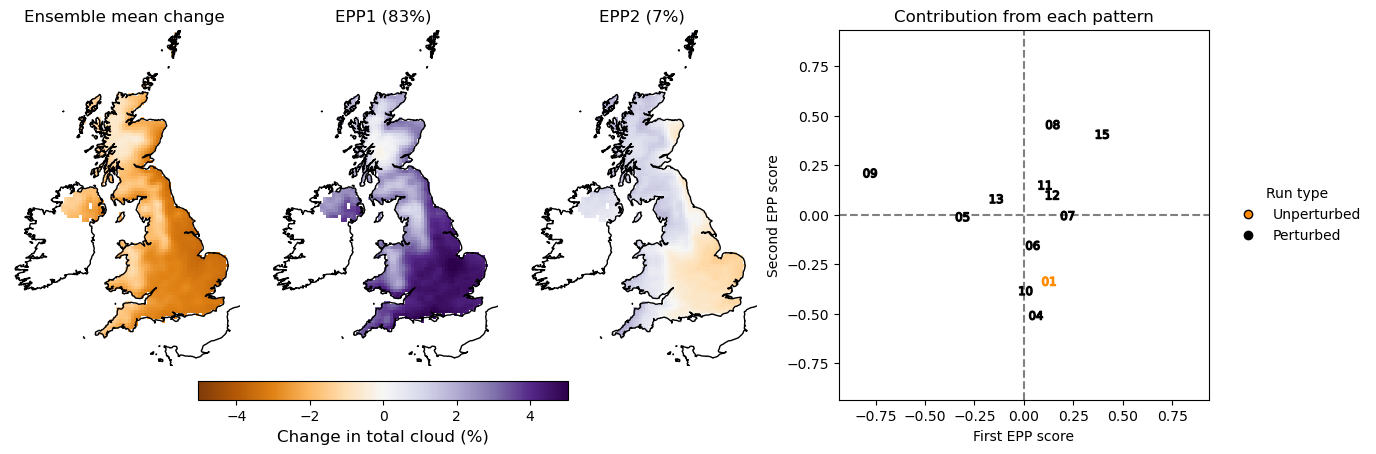 Ensemble mean change
EPP1 (83%)
EPP2 (7%)
Contribution from each pattern
0.75
0.50
0.25
0.00
−0.25
−0.50
−0.75
Second EPP score
08
15
09
11
12
13
05
07
06
01
10
04
−0.75 −0.50 −0.25 0.00 0.25 0.50 0.75
First EPP score
Run type
Unperturbed
Perturbed
−4 −2 0 2 4
Change in total cloud (%)